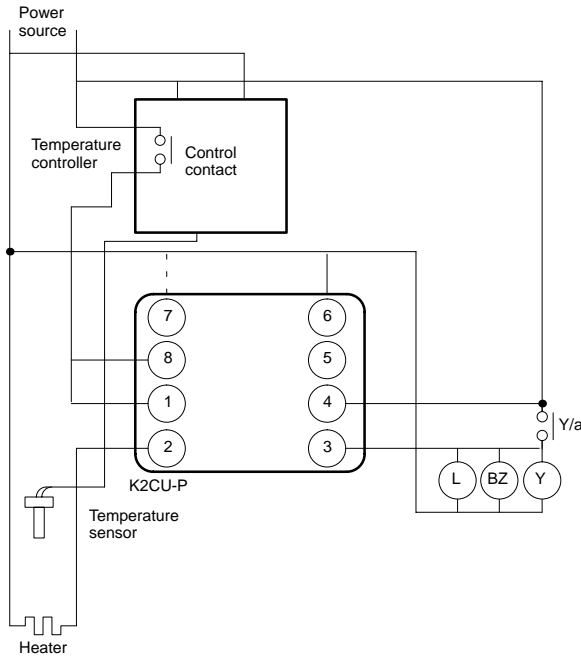 Power
source
Temperature
controller
Control
contact
7
6
8
5
1
4
2
3
Y/a
L
BZ
Y
K2CU-P
Temperature
sensor
Heater